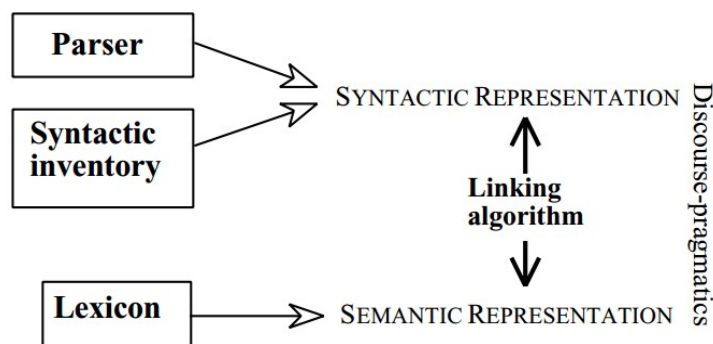 Parser
SYNTACTIC REPRESENTATION
Syntactic
inventory
Linking
algorithm
Discourse-pragmatics
Lexicon
SEMANTIC REPRESENTATION